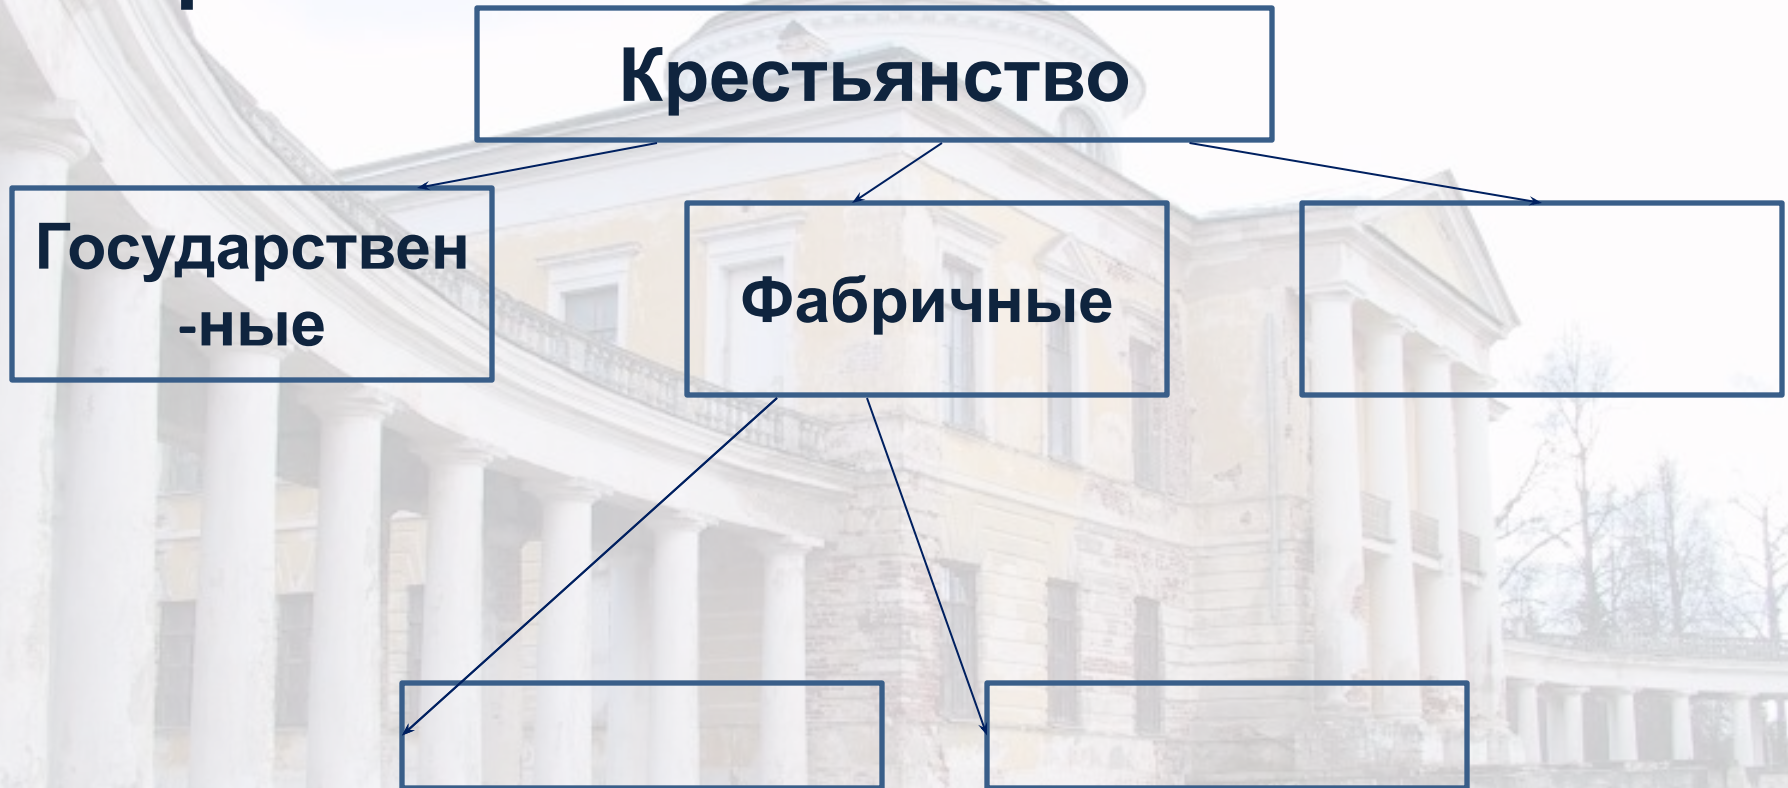 Крестьянство
Государствен
-ные
Фабричные